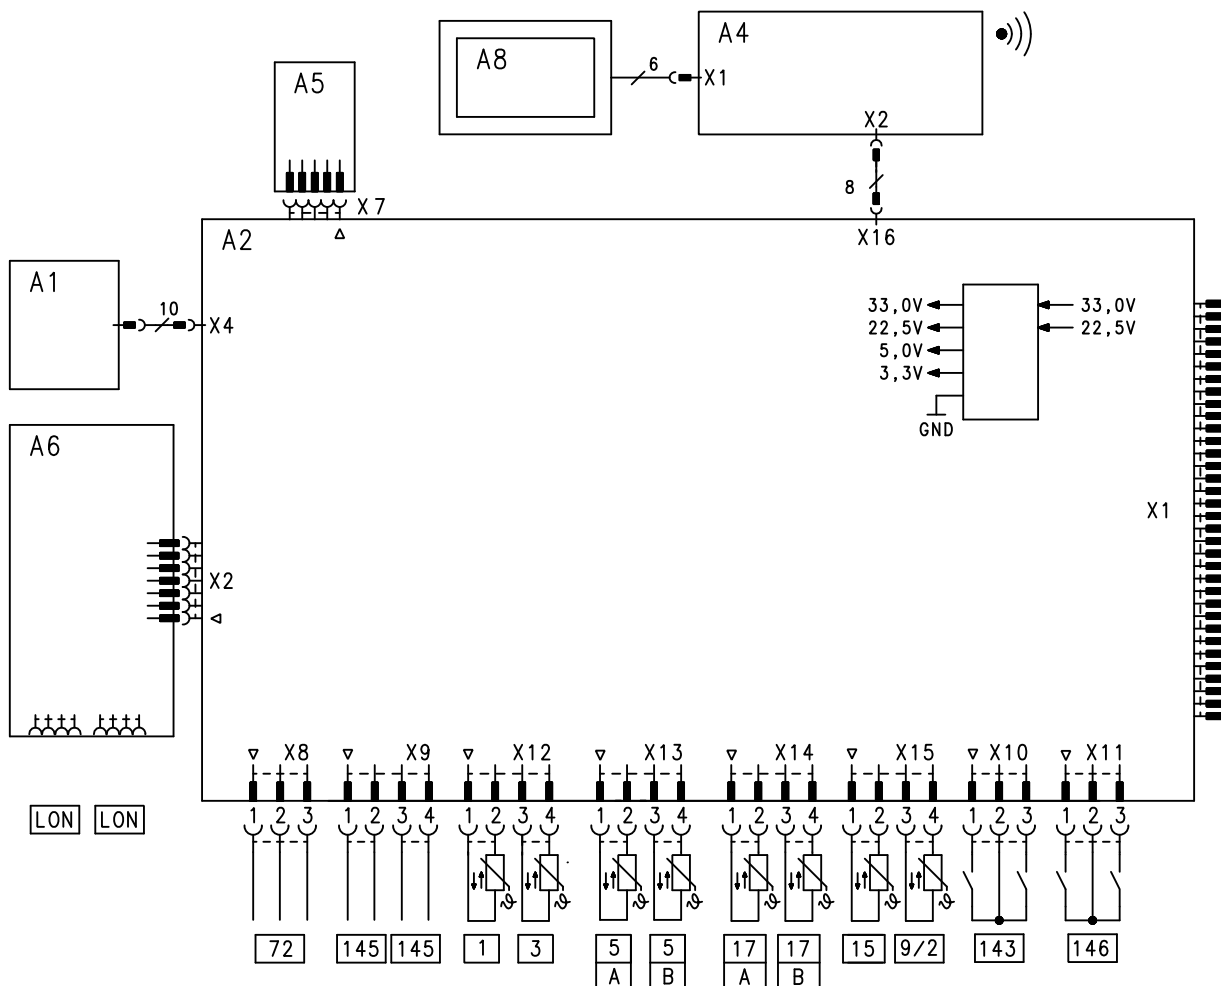 A4
A8
6
X1
A5
X2
8
X7
A2
X16
A1
33,0V
33,0V
10
22,5V
22,5V
X4
5,0V
3,3V
GND
A6
X1
X2
X8
X9
X12
X13
X14
X15
X10
X11
LON
LON
1 2 3
1 2 3 4
1 2 3 4
1 2 3 4
1 2 3 4
1 2 3 4
1 2 3
1 2 3
ϑ ϑ ϑ ϑ ϑ ϑ ϑ ϑ
72
145
145
1
3
5
5
17
17
15
9/2
143
146
A
B
A
B